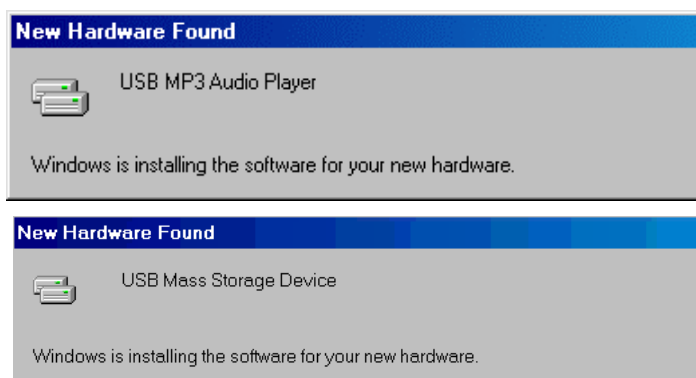 New Hardware Found
USB MP3 Audio Player
Windows is installing the software for your new hardware.
New Hardware Found
USB Mass Storage Device
Windows is installing the software for your new hardware.